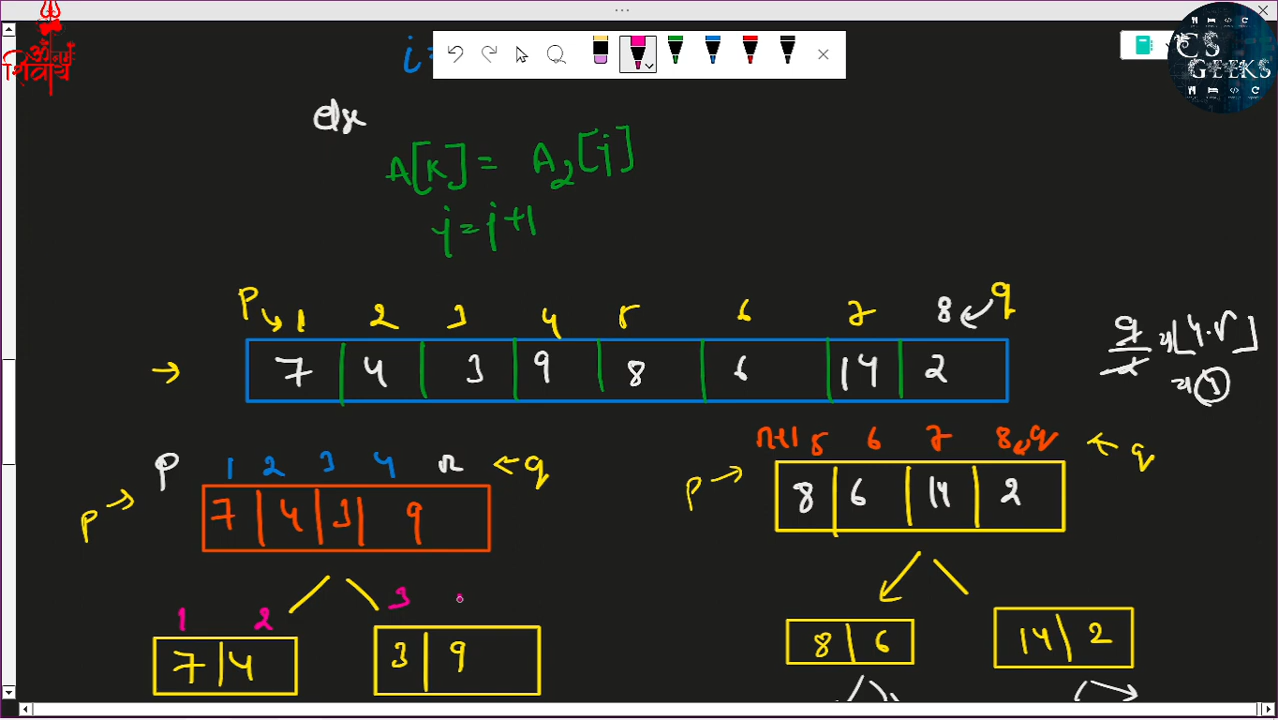 ॐ नमः
शिवाय
CS
GEEKS
i=
else
A[K] = A2[j]
j = j+1
P 1 2 3 4 5 6 7 8 q
7 4 3 9 8 6 14 2
P 1 2 3 4 r q
p
7 4 3 9
r+1 5 6 7 8 q q
p
8 6 14 2
1 2 3
7 4 3 9
8 6 14 2